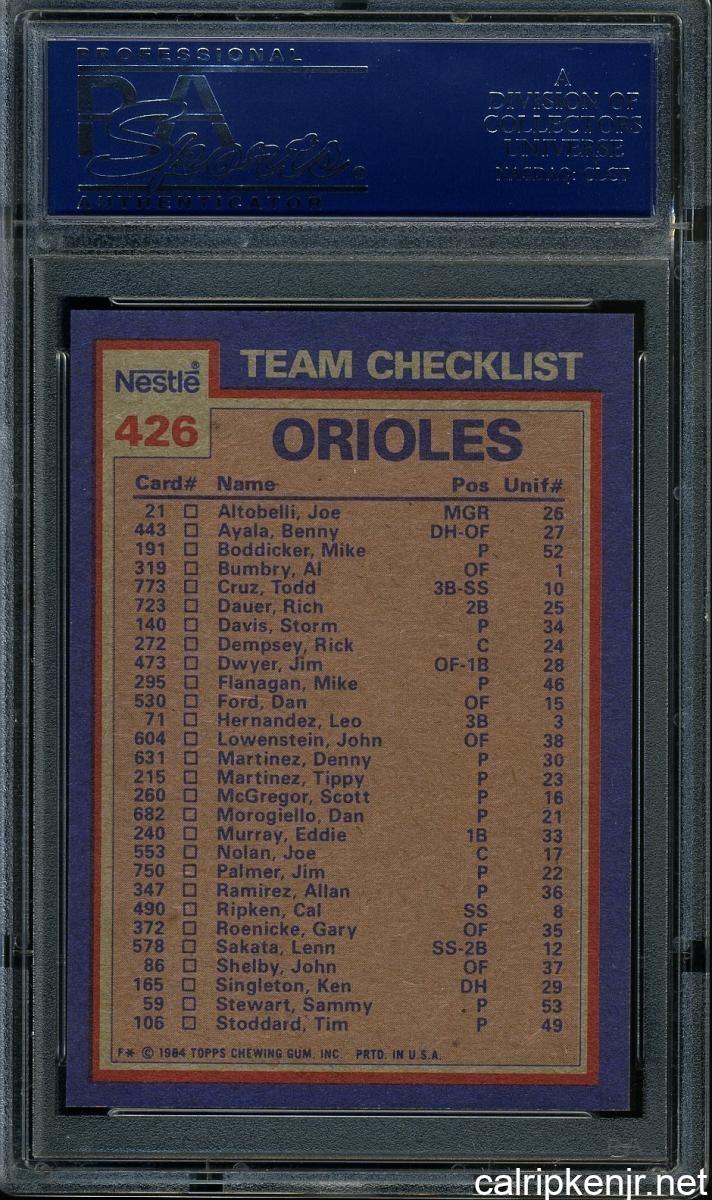 PROFESSIONAL
PSA
Sports®
AUTHENTICATOR
A
DIVISION OF
COLLECTORS
UNIVERSE
NASDAQ: CLCT
Nestlé®
426
TEAM CHECKLIST
ORIOLES
Card# Name Pos Unif#
21 □ Altobelli, Joe MGR 26
443 □ Ayala, Benny DH-OF 27
191 □ Boddicker, Mike P 52
319 □ Bumbry, Al OF 1
773 □ Cruz, Todd 3B-SS 10
723 □ Dauer, Rich 2B 25
140 □ Davis, Storm P 34
272 □ Dempsey, Rick C 24
473 □ Dwyer, Jim OF-1B 28
295 □ Flanagan, Mike P 46
530 □ Ford, Dan OF 15
71 □ Hernandez, Leo 3B 3
604 □ Lowenstein, John OF 38
631 □ Martinez, Denny P 30
215 □ Martinez, Tippy P 23
260 □ McGregor, Scott P 16
682 □ Morogiello, Dan P 21
240 □ Murray, Eddie 1B 33
553 □ Nolan, Joe C 17
750 □ Palmer, Jim P 22
347 □ Ramirez, Allan P 36
490 □ Ripken, Cal SS 8
372 □ Roenicke, Gary OF 35
578 □ Sakata, Lenn SS-2B 12
86 □ Shelby, John OF 37
165 □ Singleton, Ken DH 29
59 □ Stewart, Sammy P 53
106 □ Stoddard, Tim P 49
F* © 1984 TOPPS CHEWING GUM, INC. PRTD. IN U.S.A.
calripkenjr.net